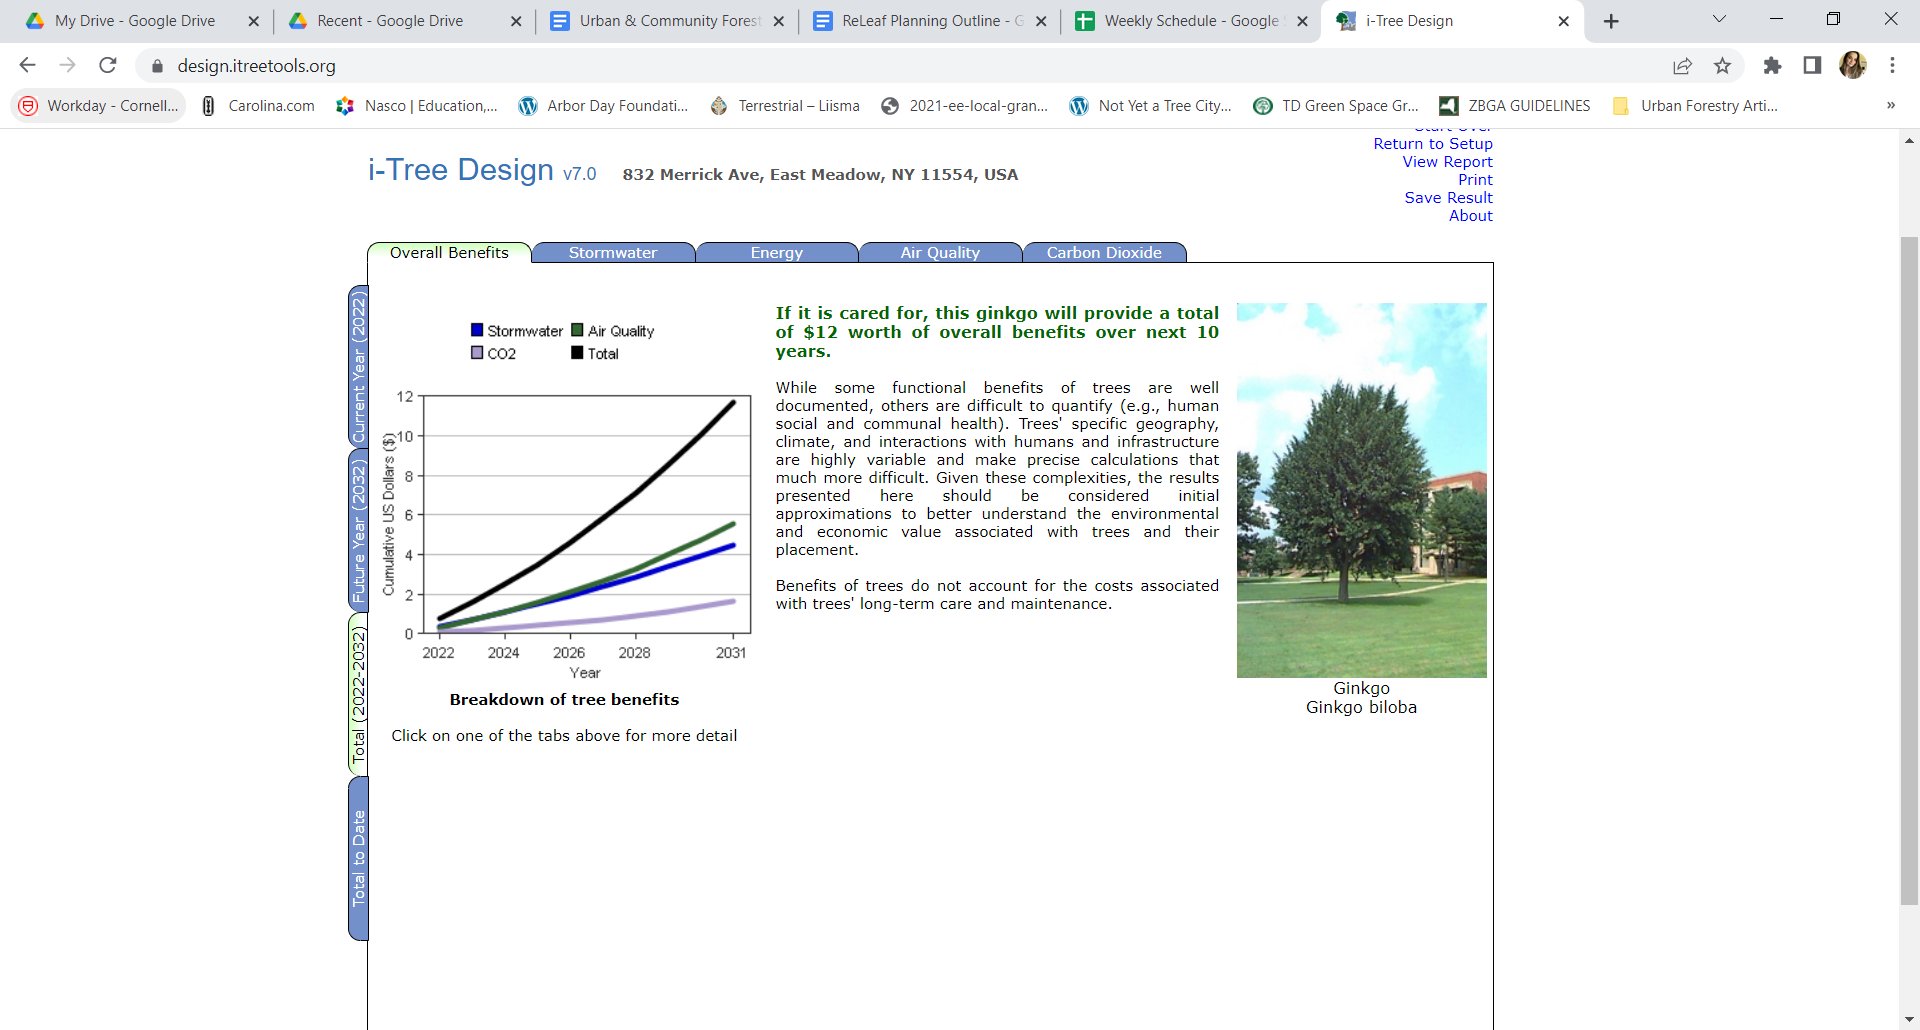 My Drive - Google Drive
Recent - Google Drive
Urban & Community Forest
ReLeaf Planning Outline - G
Weekly Schedule - Google S
i-Tree Design
design.itreetools.org
Workday - Cornell...
Carolina.com
Nasco | Education,...
Arbor Day Foundati...
Terrestrial – LIisma
2021-ee-local-gran...
Not Yet a Tree City...
TD Green Space Gr...
ZBGA GUIDELINES
Urban Forestry Arti...
»
Start Over
Return to Setup
View Report
Print
Save Result
About
i-Tree Design v7.0
832 Merrick Ave, East Meadow, NY 11554, USA
Overall Benefits
Stormwater
Energy
Air Quality
Carbon Dioxide
Current Year (2022)
Future Year (2032)
Total (2022-2032)
Total to Date
Stormwater
Air Quality
CO2
Total
12
10
8
6
4
2
0
Cumulative US Dollars ($)
2022
2024
2026
2028
2031
Year
Breakdown of tree benefits
Click on one of the tabs above for more detail
If it is cared for, this ginkgo will provide a total
of $12 worth of overall benefits over next 10
years.
While some functional benefits of trees are well
documented, others are difficult to quantify (e.g., human
social and communal health). Trees' specific geography,
climate, and interactions with humans and infrastructure
are highly variable and make precise calculations that
much more difficult. Given these complexities, the results
presented here should be considered initial
approximations to better understand the environmental
and economic value associated with trees and their
placement.
Benefits of trees do not account for the costs associated
with trees' long-term care and maintenance.
Ginkgo
Ginkgo biloba